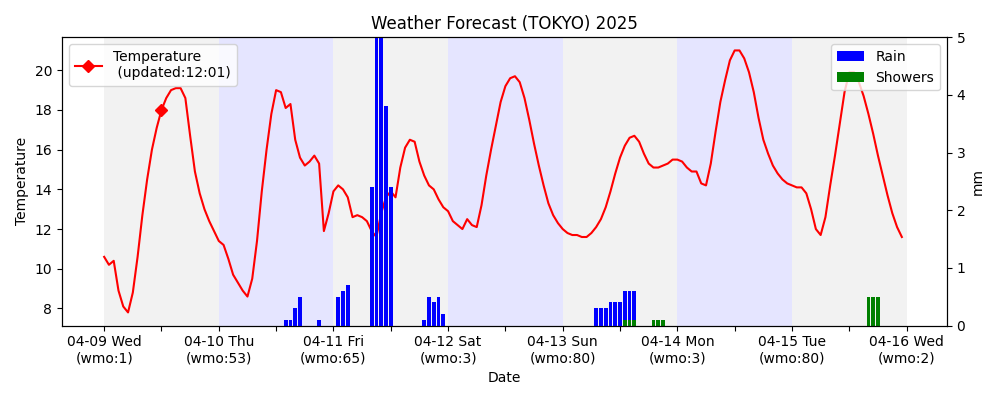 Weather Forecast (TOKYO) 2025
Temperature
(updated:12:01)
Rain
Showers
Temperature
20
18
16
14
12
10
8
5
4
3
2
1
0
mm
04-09 Wed
(wmo:1)
04-10 Thu
(wmo:53)
04-11 Fri
(wmo:65)
04-12 Sat
(wmo:3)
04-13 Sun
(wmo:80)
04-14 Mon
(wmo:3)
04-15 Tue
(wmo:80)
04-16 Wed
(wmo:2)
Date